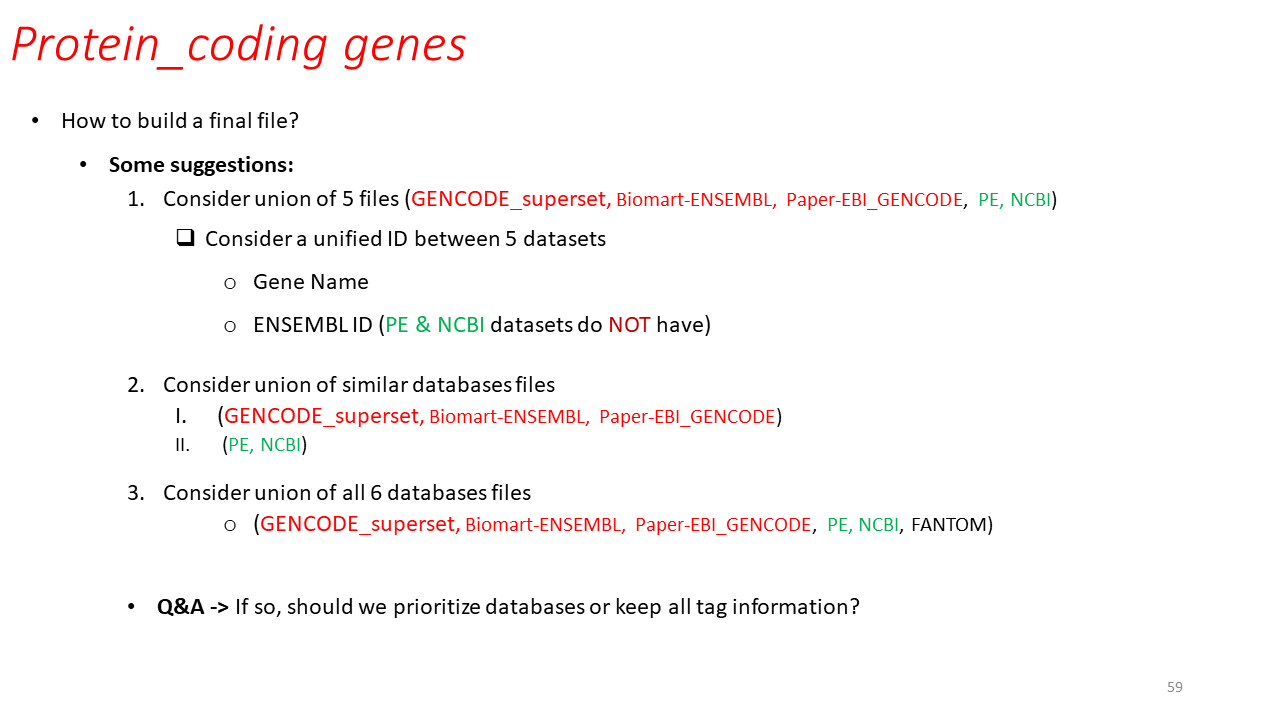 Protein_coding genes
• How to build a final file?
• Some suggestions:
1. Consider union of 5 files (GENCODE_superset, Biomart-ENSEMBL, Paper-EBI_GENCODE, PE, NCBI)
❑ Consider a unified ID between 5 datasets
o Gene Name
o ENSEMBL ID (PE & NCBI datasets do NOT have)
2. Consider union of similar databases files
I. (GENCODE_superset, Biomart-ENSEMBL, Paper-EBI_GENCODE)
II. (PE, NCBI)
3. Consider union of all 6 databases files
o (GENCODE_superset, Biomart-ENSEMBL, Paper-EBI_GENCODE, PE, NCBI, FANTOM)
• Q&A -> If so, should we prioritize databases or keep all tag information?
59